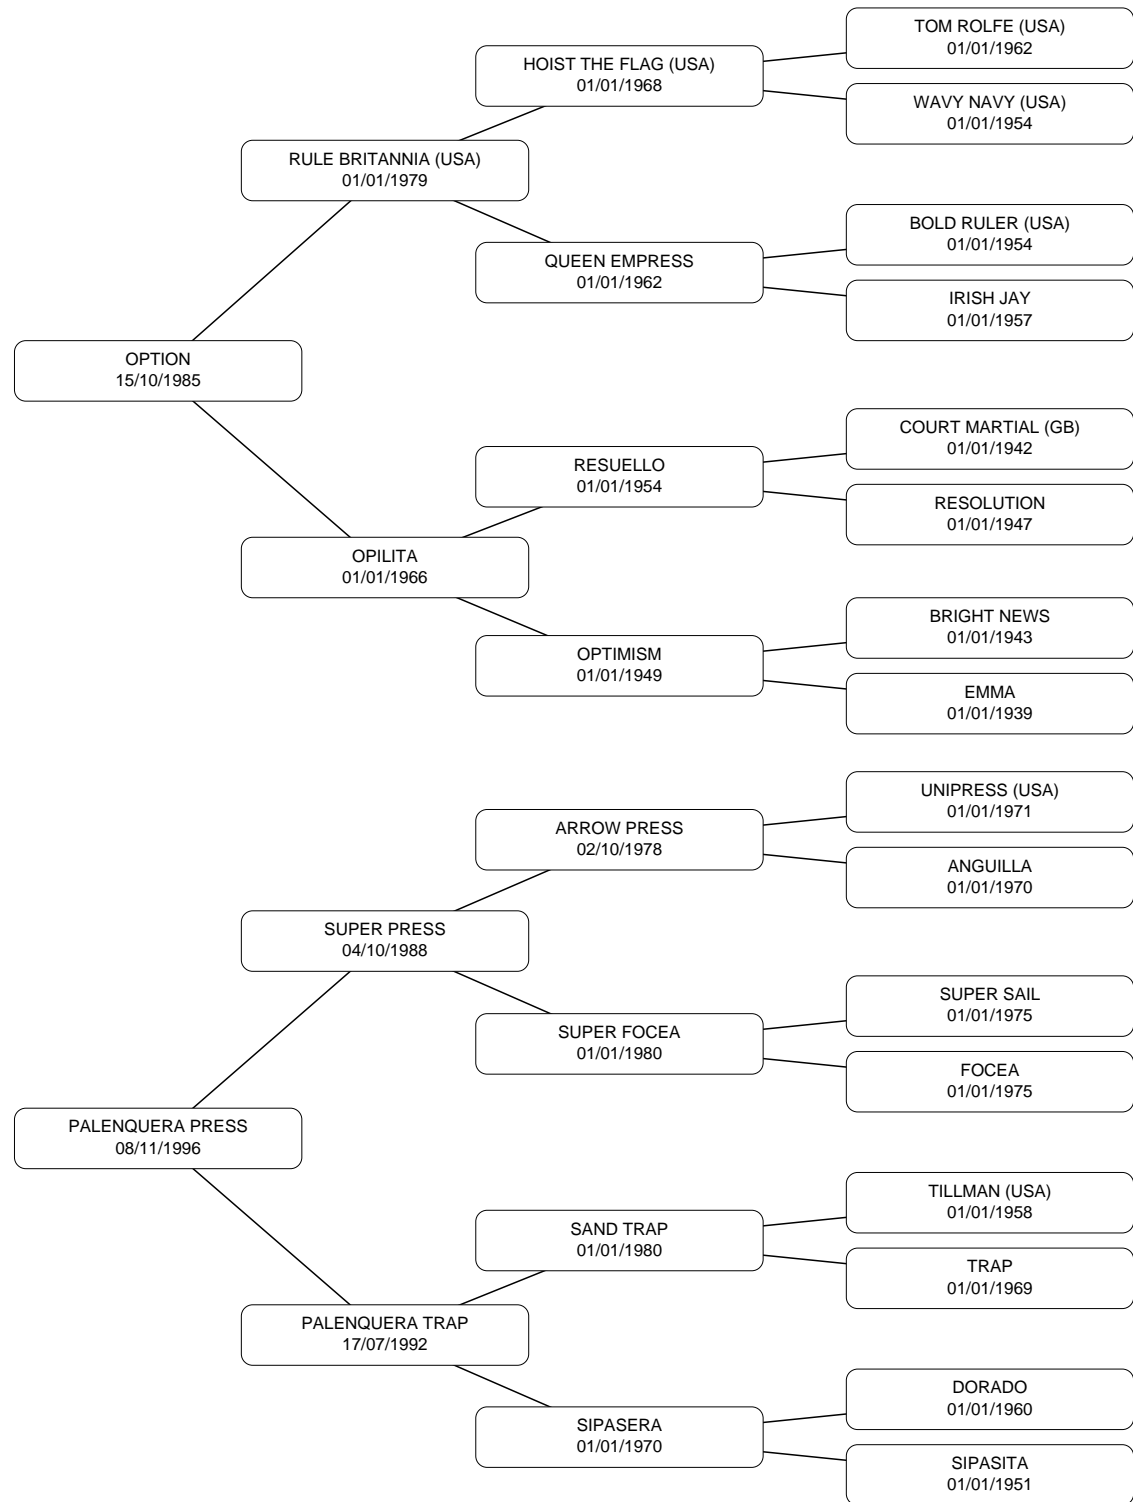 TOM ROLFE (USA)
01/01/1962
HOIST THE FLAG (USA)
01/01/1968
WAVY NAVY (USA)
01/01/1954
RULE BRITANNIA (USA)
01/01/1979
BOLD RULER (USA)
01/01/1954
QUEEN EMPRESS
01/01/1962
IRISH JAY
01/01/1957
OPTION
15/10/1985
COURT MARTIAL (GB)
01/01/1942
RESUELLO
01/01/1954
RESOLUTION
01/01/1947
OPILITA
01/01/1966
BRIGHT NEWS
01/01/1943
OPTIMISM
01/01/1949
EMMA
01/01/1939
UNIPRESS (USA)
01/01/1971
ARROW PRESS
02/10/1978
ANGUILLA
01/01/1970
SUPER PRESS
04/10/1988
SUPER SAIL
01/01/1975
SUPER FOCEA
01/01/1980
FOCEA
01/01/1975
PALENQUERA PRESS
08/11/1996
TILLMAN (USA)
01/01/1958
SAND TRAP
01/01/1980
TRAP
01/01/1969
PALENQUERA TRAP
17/07/1992
DORADO
01/01/1960
SIPASERA
01/01/1970
SIPASITA
01/01/1951